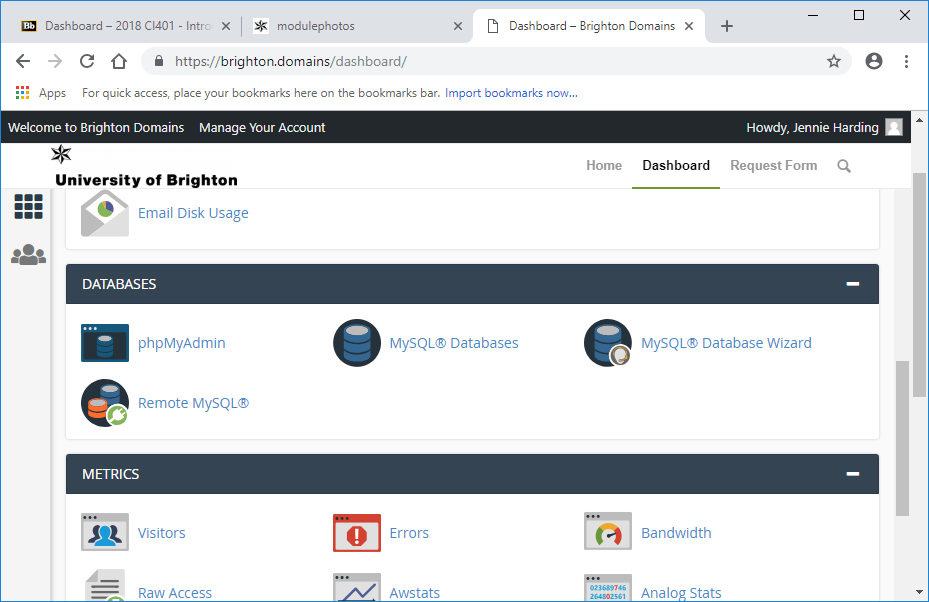 Bb Dashboard – 2018 CI401 - Intro
modulephotos
Dashboard – Brighton Domains
https://brighton.domains/dashboard/
Apps For quick access, place your bookmarks here on the bookmarks bar. Import bookmarks now...
Welcome to Brighton Domains Manage Your Account Howdy, Jennie Harding
University of Brighton
Home Dashboard Request Form
Email Disk Usage
DATABASES
phpMyAdmin MySQL® Databases MySQL® Database Wizard
Remote MySQL®
METRICS
Visitors Errors Bandwidth
Raw Access Awstats 023689746 Analog Stats
264802561